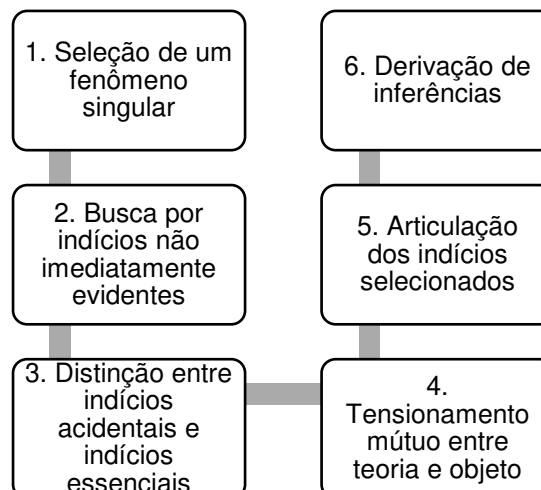 1. Seleção de um
fenômeno
singular
2. Busca por
indícios não
imediatamente
evidentes
3. Distinção entre
indícios
acidentais e
indícios
essenciais
4.
Tensionamento
mútuo entre
teoria e objeto
5. Articulação
dos indícios
selecionados
6. Derivação de
inferências